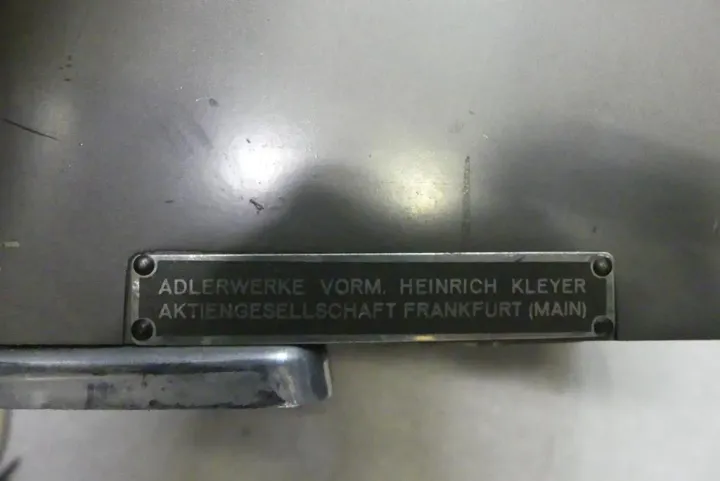 ADLERWERKE VORM. HEINRICH KLEYER
AKTIENGESELLSCHAFT FRANKFURT (MAIN)